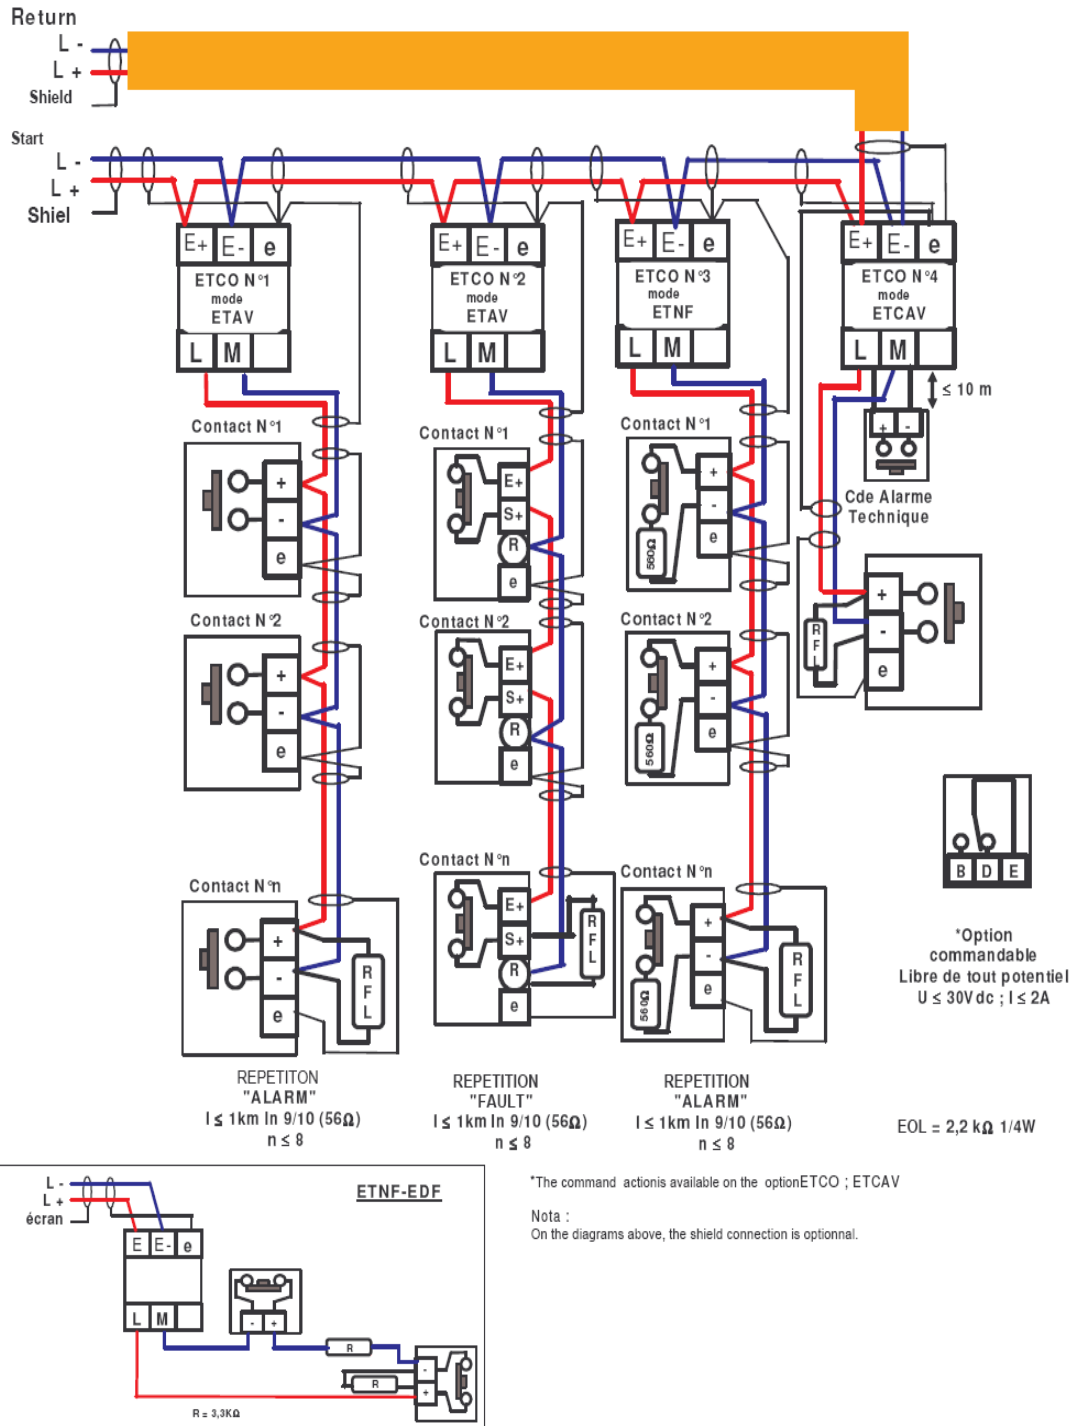 Return
L -
L +
Shield
Start
L -
L +
Shiel
E+ E- e
ETCO N°1
mode
ETAV
L M
E+ E- e
ETCO N°2
mode
ETAV
L M
E+ E- e
ETCO N°3
mode
ETNF
L M
E+ E- e
ETCO N°4
mode
ETCAV
L M
≤ 10 m
+ -
Cde Alarme
Technique
Contact N°1
+
-
e
Contact N°1
E+
S+
R
e
Contact N°1
+
-
e
560Ω
+
-
e
RFL
Contact N°2
+
-
e
Contact N°2
E+
S+
R
e
Contact N°2
+
-
e
560Ω
B D E
Contact N°n
+
-
e
RFL
Contact N°n
E+
S+
R
e
RFL
Contact N°n
+
-
e
560Ω
RFL
*Option
commandable
Libre de tout potentiel
U ≤ 30Vdc ; I ≤ 2A
REPETITON
"ALARM"
I ≤ 1km In 9/10 (56Ω)
n ≤ 8
REPETITION
"FAULT"
I ≤ 1km In 9/10 (56Ω)
n ≤ 8
REPETITION
"ALARM"
I ≤ 1km In 9/10 (56Ω)
n ≤ 8
EOL = 2,2 kΩ 1/4W
*The command actionis available on the optionETCO ; ETCAV
Nota :
On the diagrams above, the shield connection is optionnal.
ETNF-EDF
L -
L +
écran
E E- e
L M
- +
R
R
-
+
R = 3,3KΩ